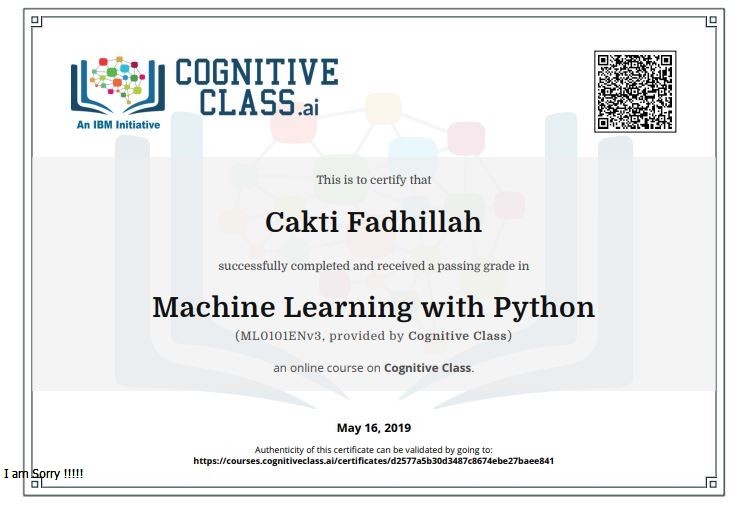 COGNITIVE
CLASS.ai
An IBM Initiative
This is to certify that
Cakti Fadhillah
successfully completed and received a passing grade in
Machine Learning with Python
(ML0101ENv3, provided by Cognitive Class)
an online course on Cognitive Class.
May 16, 2019
Authenticity of this certificate can be validated by going to:
https://courses.cognitiveclass.ai/certificates/d2577a5b30d3487c8674ebe27baee841
I am Sorry !!!!!